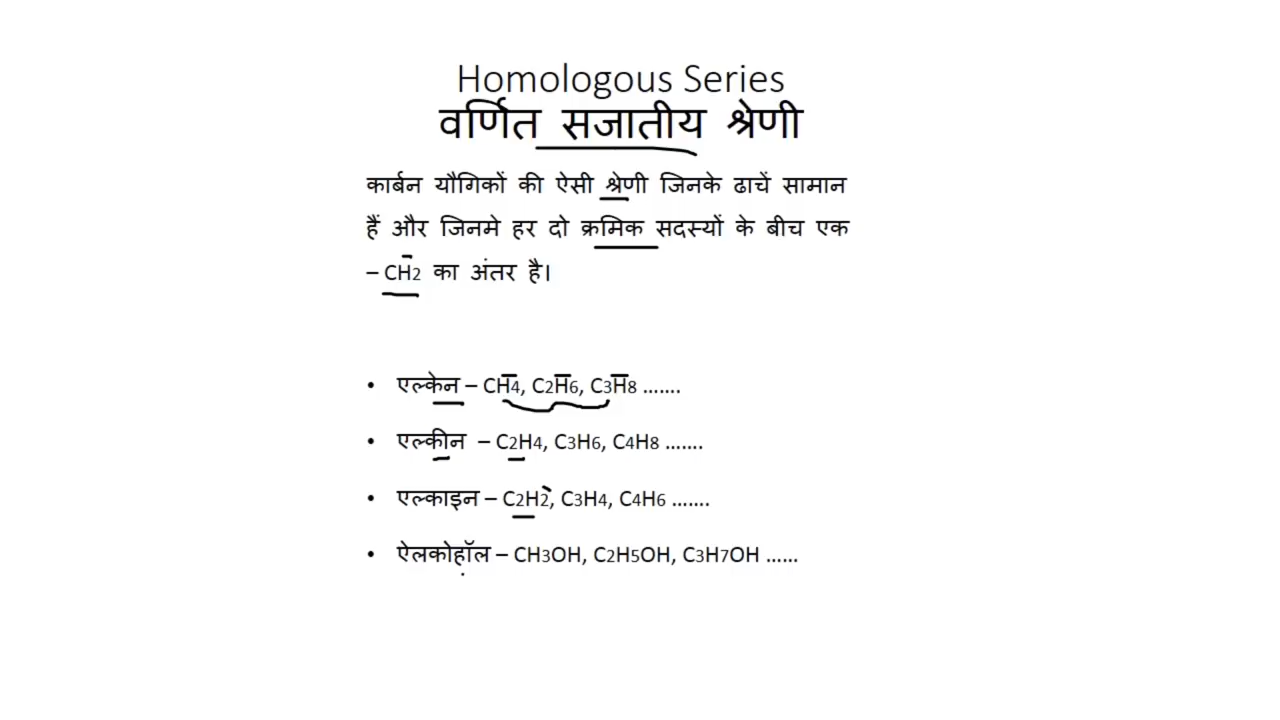 Homologous Series
वर्णित सजातीय श्रेणी
कार्बन यौगिकों की ऐसी श्रेणी जिनके ढाचें सामान
हैं और जिनमे हर दो क्रमिक सदस्यों के बीच एक
– CH2 का अंतर है।
• एल्केन – CH4, C2H6, C3H8 .......
• एल्कीन – C2H4, C3H6, C4H8 .......
• एल्काइन – C2H2, C3H4, C4H6 .......
• ऐलकोहॉल – CH3OH, C2H5OH, C3H7OH ......